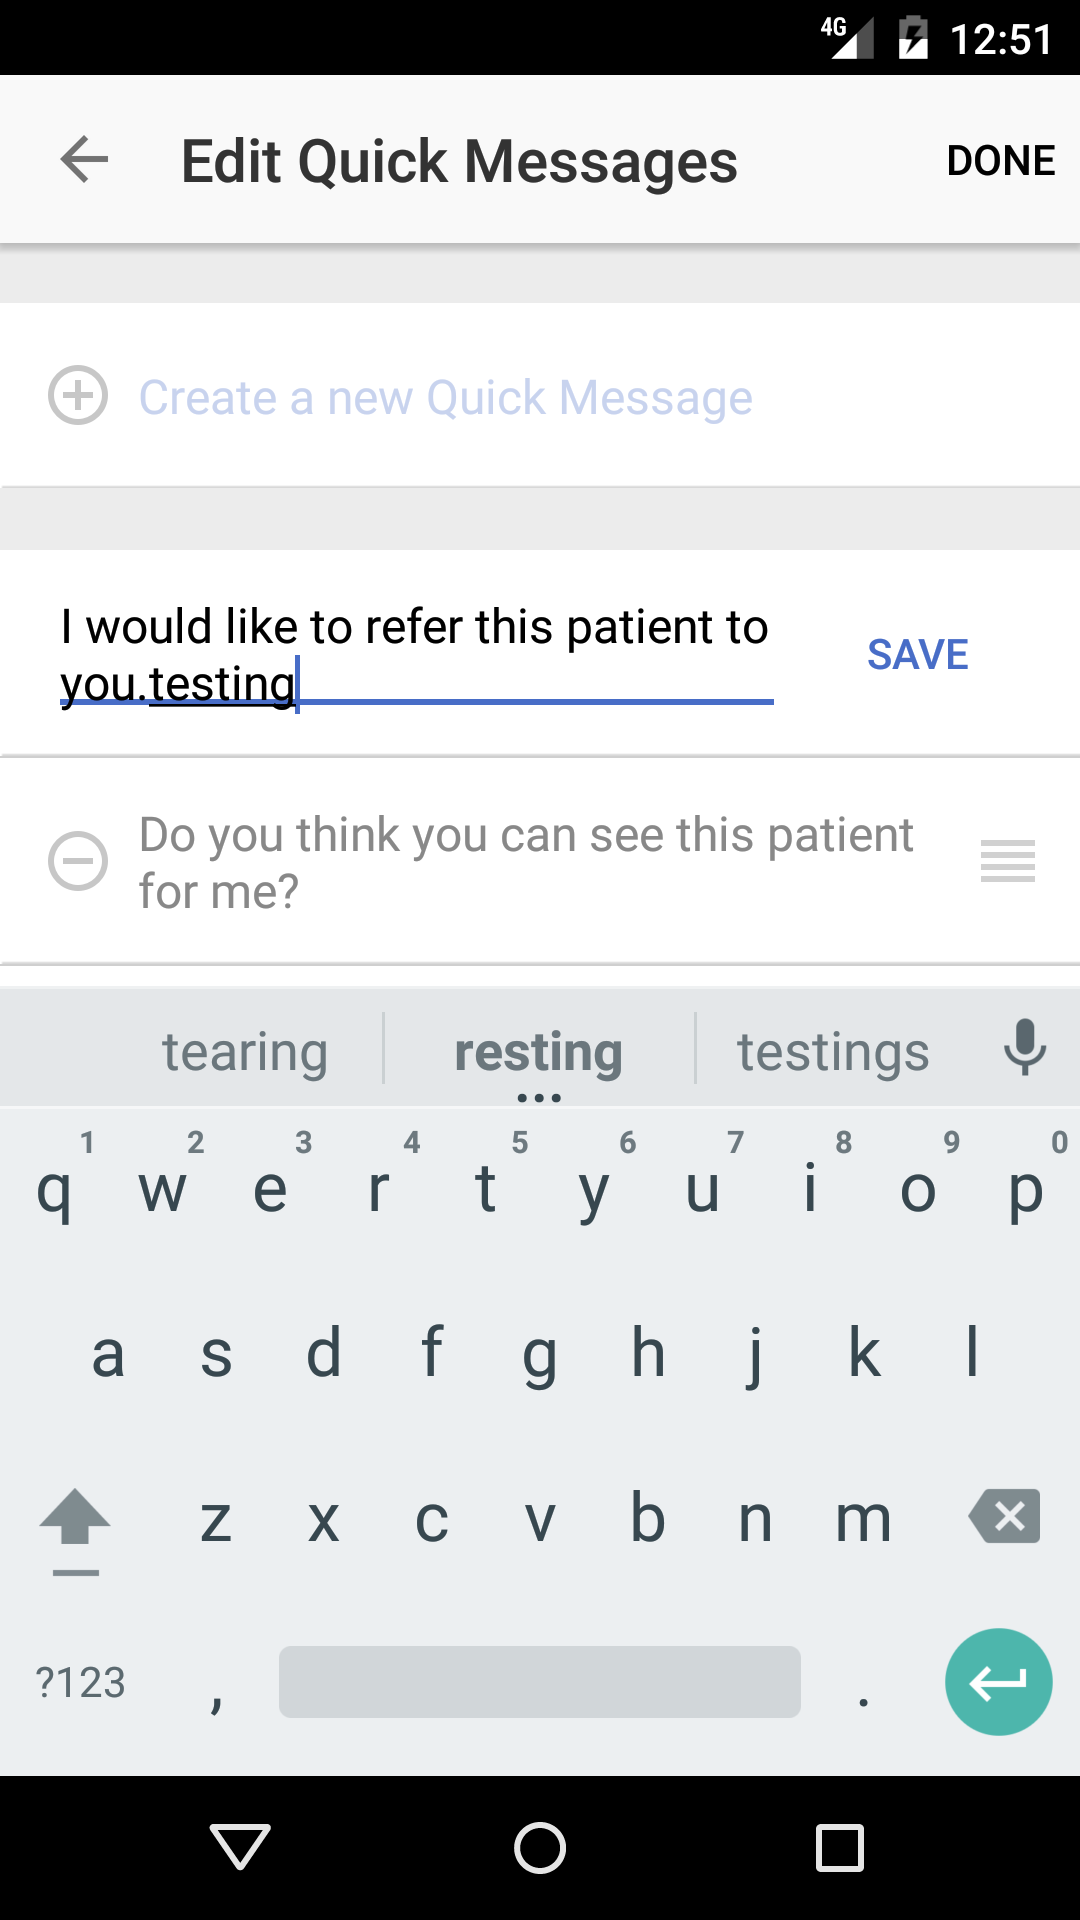 4G 12:51
Edit Quick Messages DONE
Create a new Quick Message
I would like to refer this patient to
you.testing
SAVE
Do you think you can see this patient
for me?
tearing resting testings
1 2 3 4 5 6 7 8 9 0
q w e r t y u i o p
a s d f g h j k l
z x c v b n m
?123 , .